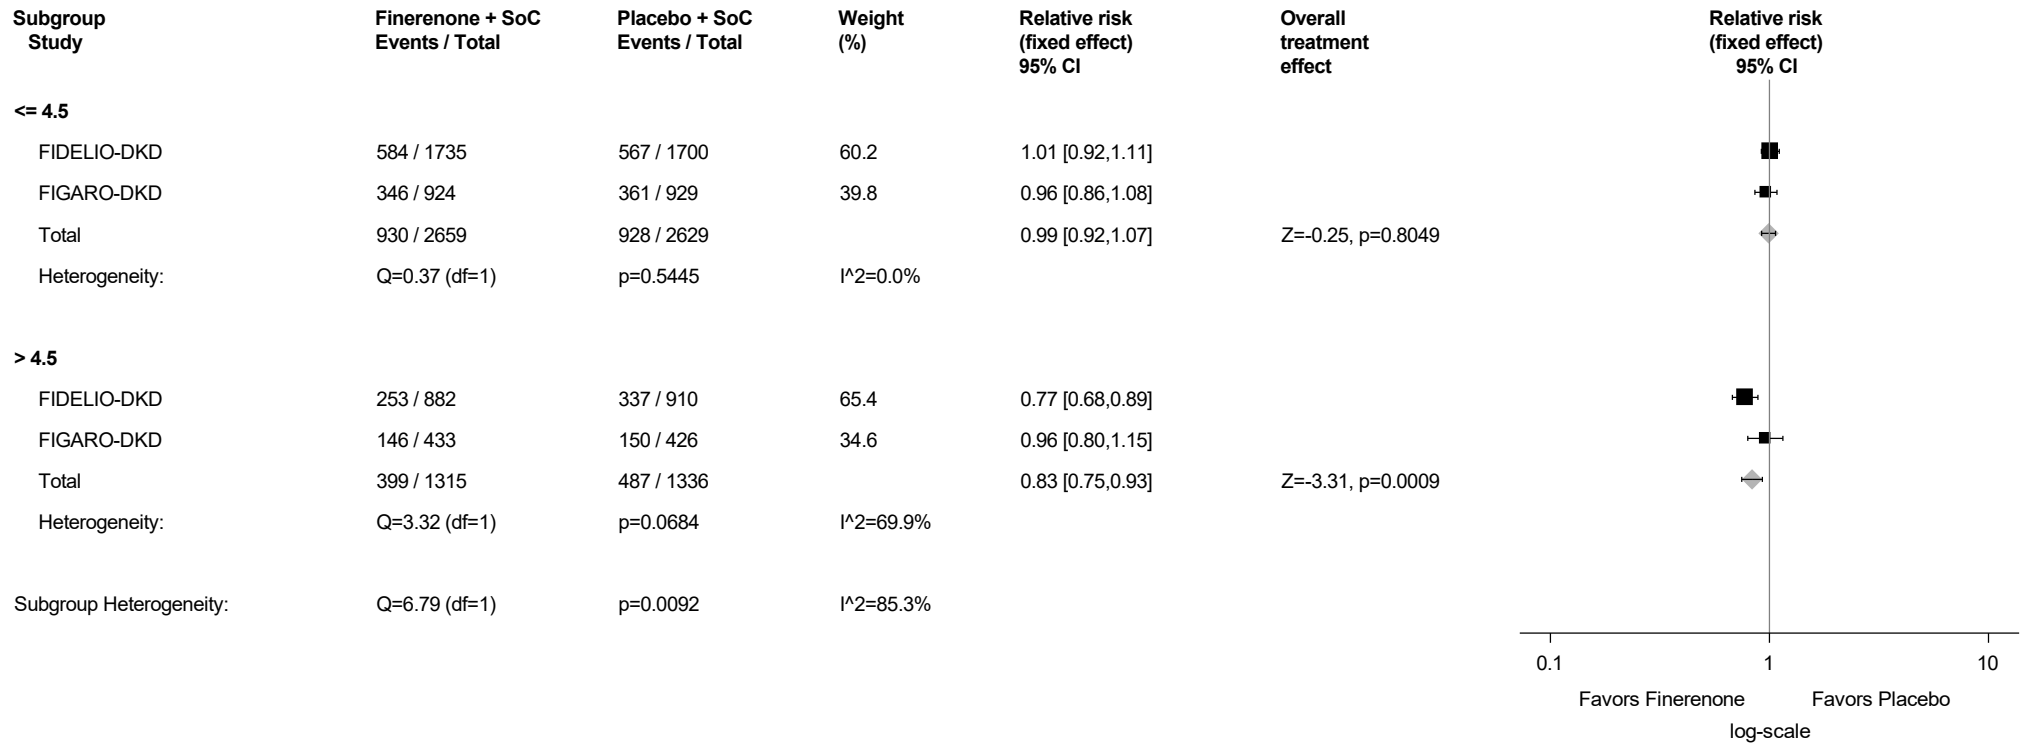 Subgroup Finerenone + SoC Placebo + SoC Weight Relative risk Overall Relative risk
Study Events / Total Events / Total (%) (fixed effect) treatment (fixed effect)
95% CI effect 95% CI
<= 4.5
FIDELIO-DKD 584 / 1735 567 / 1700 60.2 1.01 [0.92,1.11]
FIGARO-DKD 346 / 924 361 / 929 39.8 0.96 [0.86,1.08]
Total 930 / 2659 928 / 2629 0.99 [0.92,1.07] Z=-0.25, p=0.8049
Heterogeneity: Q=0.37 (df=1) p=0.5445 I^2=0.0%
> 4.5
FIDELIO-DKD 253 / 882 337 / 910 65.4 0.77 [0.68,0.89]
FIGARO-DKD 146 / 433 150 / 426 34.6 0.96 [0.80,1.15]
Total 399 / 1315 487 / 1336 0.83 [0.75,0.93] Z=-3.31, p=0.0009
Heterogeneity: Q=3.32 (df=1) p=0.0684 I^2=69.9%
Subgroup Heterogeneity: Q=6.79 (df=1) p=0.0092 I^2=85.3%
0.1 1 10
Favors Finerenone Favors Placebo
log-scale